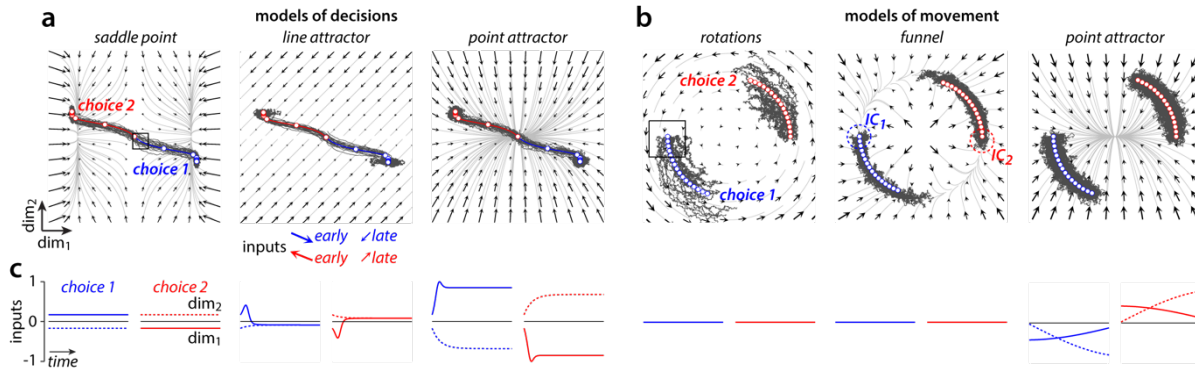 a
models of decisions
saddle point
line attractor
point attractor
choice 2
choice 1
dim2
dim1
inputs
early
late
early
late
b
models of movement
rotations
funnel
point attractor
choice 2
choice 1
IC1
IC2
c
choice 1
choice 2
inputs
1
0
-1
dim2
dim1
time